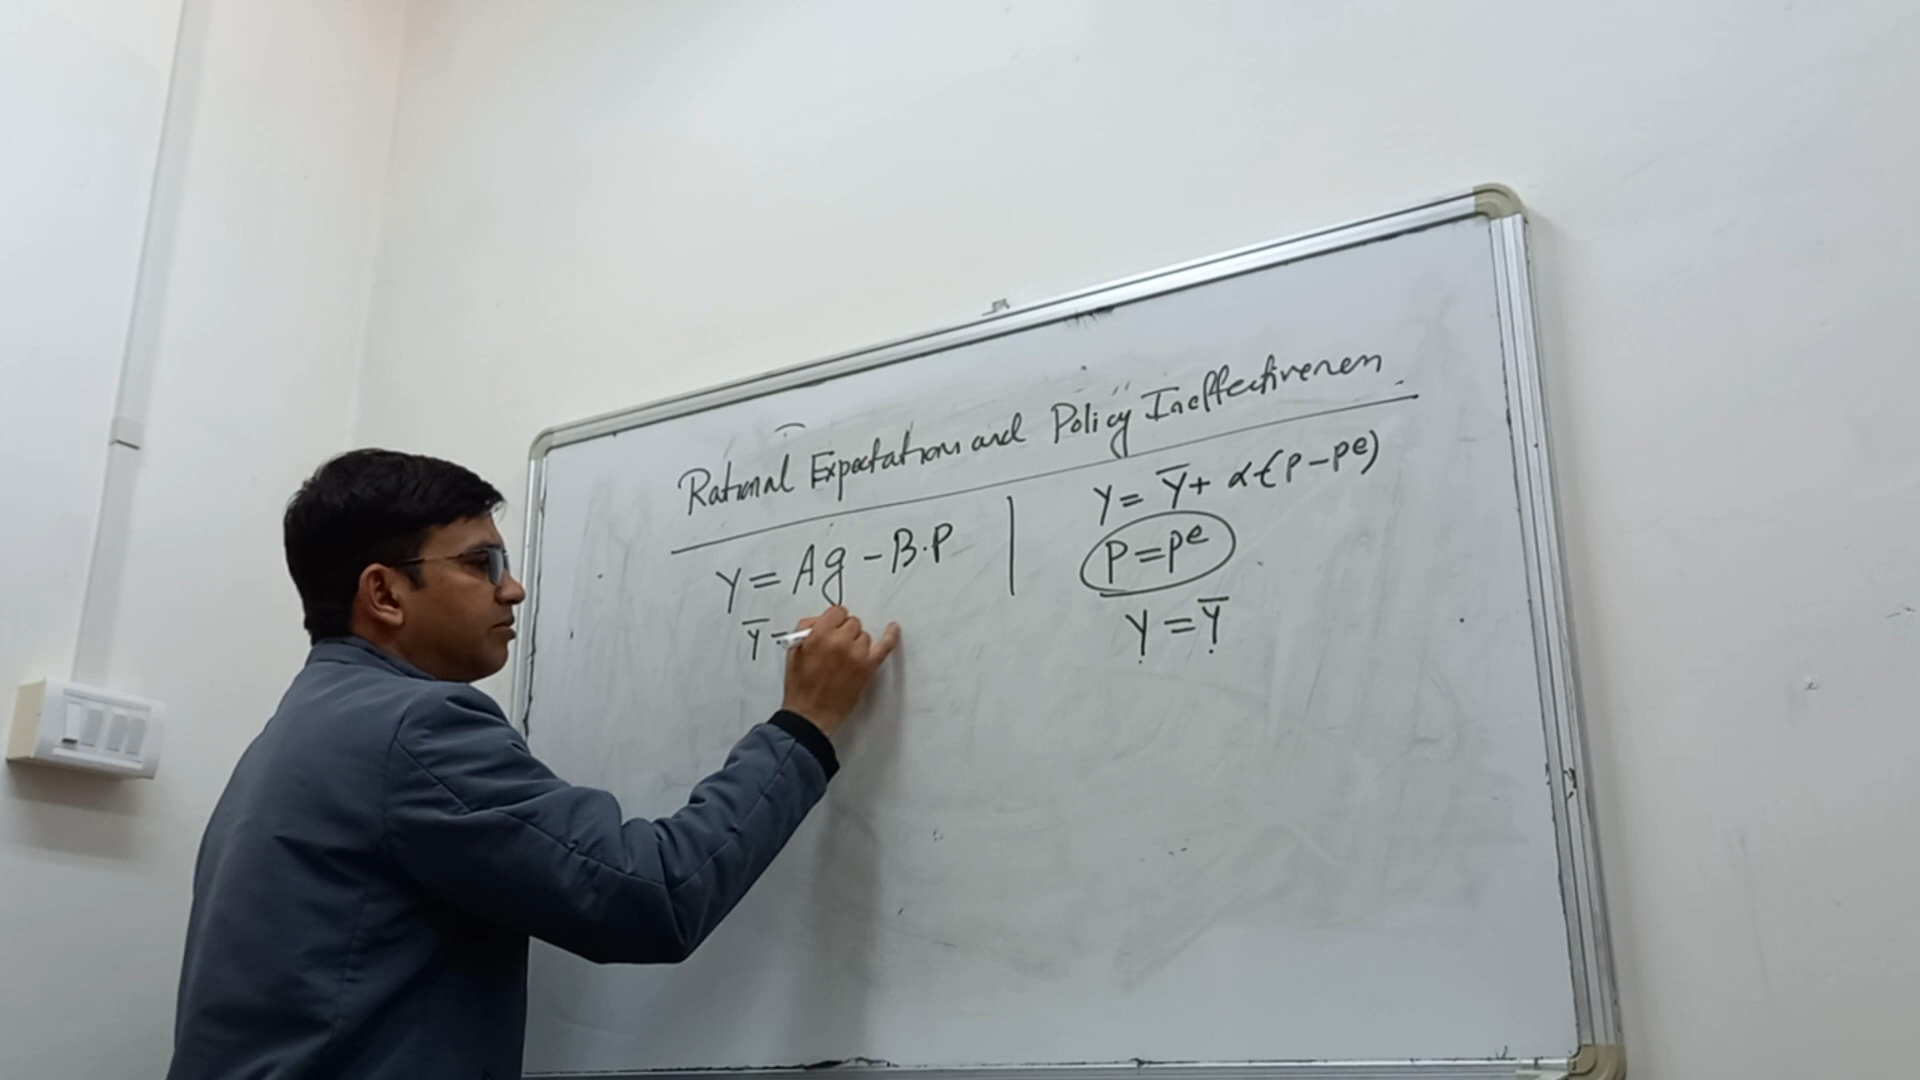 Rational Expectations and Policy Ineffectiveness
Y = Ag - B.P
Y̅ =
Y = Y̅ + α(P - Pe)
P = Pe
Y = Y̅